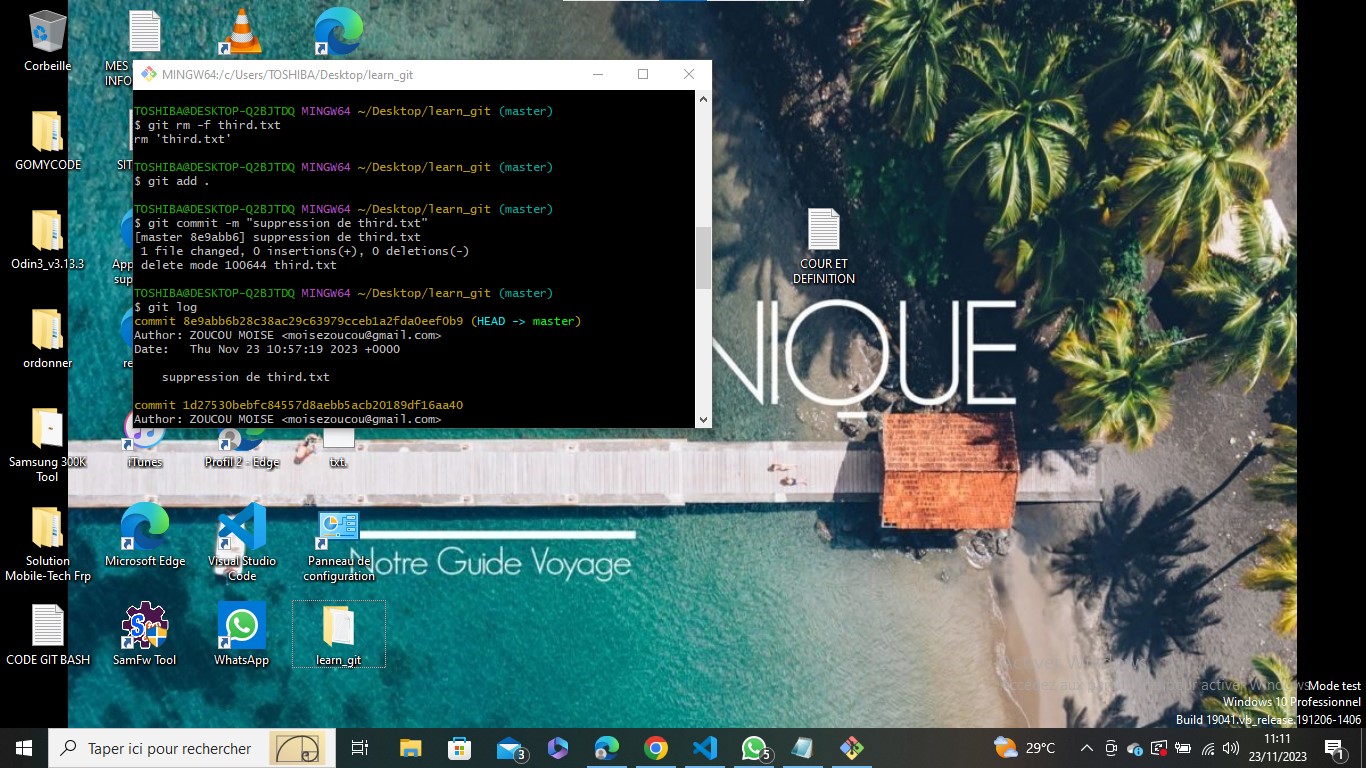 Corbeille
MES
INFO
GOMYCODE
SIT
Odin3_v3.13.3
App
sup
ordonner
re
Samsung 300K
Tool
iTunes
Profil 2 - Edge
txt.
Solution
Mobile-Tech Frp
Microsoft Edge
Visual Studio
Code
Panneau de
configuration
CODE GIT BASH
SamFw Tool
WhatsApp
learn_git
MINGW64:/c/Users/TOSHIBA/Desktop/learn_git
TOSHIBA@DESKTOP-Q2BJTDQ MINGW64 ~/Desktop/learn_git (master)
$ git rm -f third.txt
rm 'third.txt'
TOSHIBA@DESKTOP-Q2BJTDQ MINGW64 ~/Desktop/learn_git (master)
$ git add .
TOSHIBA@DESKTOP-Q2BJTDQ MINGW64 ~/Desktop/learn_git (master)
$ git commit -m "suppression de third.txt"
[master 8e9abb6] suppression de third.txt
1 file changed, 0 insertions(+), 0 deletions(-)
delete mode 100644 third.txt
TOSHIBA@DESKTOP-Q2BJTDQ MINGW64 ~/Desktop/learn_git (master)
$ git log
commit 8e9abb6b28c38ac29c63979cceb1a2fda0eef0b9 (HEAD -> master)
Author: ZOUCOU MOISE <moisezoucou@gmail.com>
Date:   Thu Nov 23 10:57:19 2023 +0000
suppression de third.txt
commit 1d27530bebfc84557d8aebb5acb20189df16aa40
Author: ZOUCOU MOISE <moisezoucou@gmail.com>
COUR ET
DEFINITION
NIQUE
Notre Guide Voyage
Mode test
Windows 10 Professionnel
Build 19041.vb_release.191206-1406
Taper ici pour rechercher
3
5
29°C
11:11
23/11/2023
1